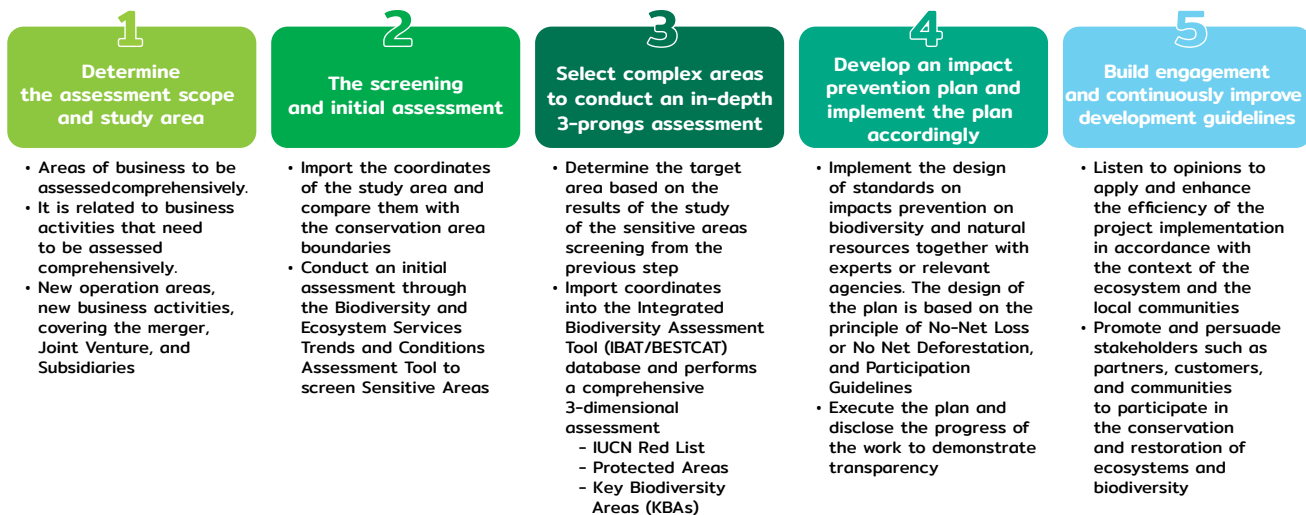 1
Determine
the assessment scope
and study area
• Areas of business to be
assessedcomprehensively.
• It is related to business
activities that need
to be assessed
comprehensively.
• New operation areas,
new business activities,
covering the merger,
Joint Venture, and
Subsidiaries
2
The screening
and initial assessment
• Import the coordinates
of the study area and
compare them with
the conservation area
boundaries
• Conduct an initial
assessment through
the Biodiversity and
Ecosystem Services
Trends and Conditions
Assessment Tool to
screen Sensitive Areas
3
Select complex areas
to conduct an in-depth
3-prongs assessment
• Determine the target
area based on the
results of the study
of the sensitive areas
screening from the
previous step
• Import coordinates
into the Integrated
Biodiversity Assessment
Tool (IBAT/BESTCAT)
database and performs
a comprehensive
3-dimensional
assessment
- IUCN Red List
- Protected Areas
- Key Biodiversity
Areas (KBAs)
4
Develop an impact
prevention plan and
implement the plan
accordingly
• Implement the design
of standards on
impacts prevention on
biodiversity and natural
resources together with
experts or relevant
agencies. The design of
the plan is based on the
principle of No-Net Loss
or No Net Deforestation,
and Participation
Guidelines
• Execute the plan and
disclose the progress of
the work to demonstrate
transparency
5
Build engagement
and continuously improve
development guidelines
• Listen to opinions to
apply and enhance
the efficiency of the
project implementation
in accordance with
the context of the
ecosystem and the
local communities
• Promote and persuade
stakeholders such as
partners, customers,
and communities
to participate in
the conservation
and restoration of
ecosystems and
biodiversity